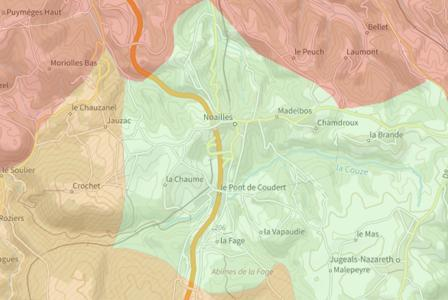 Puymèges Haut
Bellet
le Peuch
Laumont
Moriolles Bas
le Chauzanel
Jauzac
Noailles
Madelbos
Chamdroux
la Brande
le Soulier
la Couze
la Chaume
Crochet
le Pont de Coudert
Roziers
206
la Vapaudie
la Fage
le Mas
Jugeals-Nazareth
Abîmes de la Fage
Malepeyre